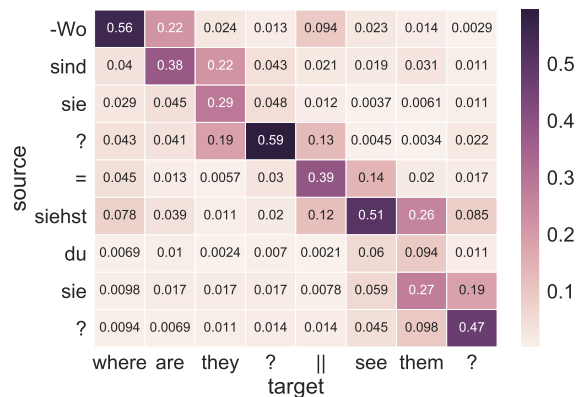 -Wo 0.56 0.22 0.024 0.013 0.094 0.023 0.014 0.0029
sind 0.04 0.38 0.22 0.043 0.021 0.019 0.031 0.011
sie 0.029 0.045 0.29 0.048 0.012 0.0037 0.0061 0.011
? 0.043 0.041 0.19 0.59 0.13 0.0045 0.0034 0.022
= 0.045 0.013 0.0057 0.03 0.39 0.14 0.02 0.017
siehst 0.078 0.039 0.011 0.02 0.12 0.51 0.26 0.085
du 0.0069 0.01 0.0024 0.007 0.0021 0.06 0.094 0.011
sie 0.0098 0.017 0.017 0.017 0.0078 0.059 0.27 0.19
? 0.0094 0.0069 0.011 0.014 0.014 0.045 0.098 0.47
where are they ? || see them ?
target
source
0.5
0.4
0.3
0.2
0.1